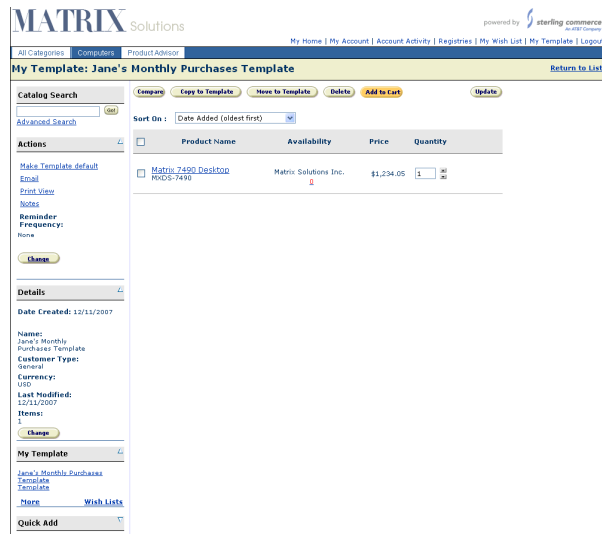 MATRIX Solutions
powered by sterling commerce
An AT&T Company
My Home | My Account | Account Activity | Registries | My Wish List | My Template | Logou
All Categories Computers Product Advisor
My Template: Jane's Monthly Purchases Template
Return to List
Catalog Search
Go!
Advanced Search
Actions
Make Template default
Email
Print View
Notes
Reminder
Frequency:
None
Change
Details
Date Created: 12/11/2007
Name:
Jane's Monthly
Purchases Template
Customer Type:
General
Currency:
USD
Last Modified:
12/11/2007
Items:
1
Change
My Template
Jane's Monthly Purchases
Template
Template
More Wish Lists
Quick Add
Compare Copy to Template Move to Template Delete Add to Cart Update
Sort On : Date Added (oldest first)
Product Name Availability Price Quantity
Matrix 7490 Desktop Matrix Solutions Inc. $1,234.05 1
MXDS-7490 0